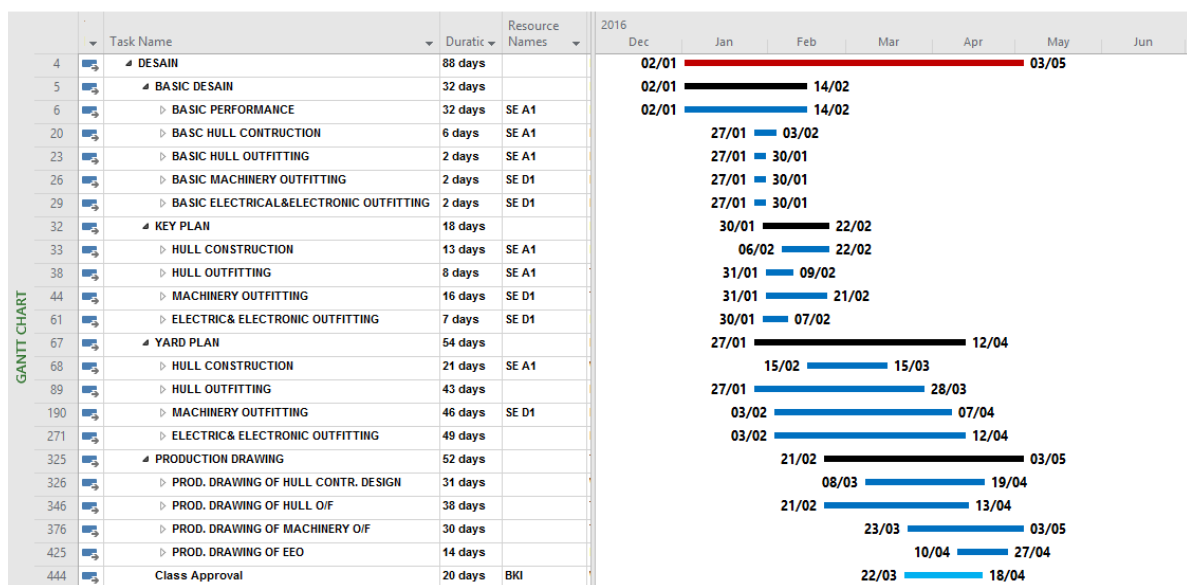 GANTT CHART
2016
Task Name Duratic Resource Names Dec Jan Feb Mar Apr May Jun
4 DESAIN 88 days 02/01 03/05
5 BASIC DESAIN 32 days 02/01 14/02
6 BASIC PERFORMANCE 32 days SE A1 02/01 14/02
20 BASC HULL CONTRUCTION 6 days SE A1 27/01 03/02
23 BASIC HULL OUTFITTING 2 days SE A1 27/01 30/01
26 BASIC MACHINERY OUTFITTING 2 days SE D1 27/01 30/01
29 BASIC ELECTRICAL&ELECTRONIC OUTFITTING 2 days SE D1 27/01 30/01
32 KEY PLAN 18 days 30/01 22/02
33 HULL CONSTRUCTION 13 days SE A1 06/02 22/02
38 HULL OUTFITTING 8 days SE A1 31/01 09/02
44 MACHINERY OUTFITTING 16 days SE D1 31/01 21/02
61 ELECTRIC& ELECTRONIC OUTFITTING 7 days SE D1 30/01 07/02
67 YARD PLAN 54 days 27/01 12/04
68 HULL CONSTRUCTION 21 days SE A1 15/02 15/03
89 HULL OUTFITTING 43 days 27/01 28/03
190 MACHINERY OUTFITTING 46 days SE D1 03/02 07/04
271 ELECTRIC& ELECTRONIC OUTFITTING 49 days 03/02 12/04
325 PRODUCTION DRAWING 52 days 21/02 03/05
326 PROD. DRAWING OF HULL CONTR. DESIGN 31 days 08/03 19/04
346 PROD. DRAWING OF HULL O/F 38 days 21/02 13/04
376 PROD. DRAWING OF MACHINERY O/F 30 days 23/03 03/05
425 PROD. DRAWING OF EEO 14 days 10/04 27/04
444 Class Approval 20 days BKI 22/03 18/04